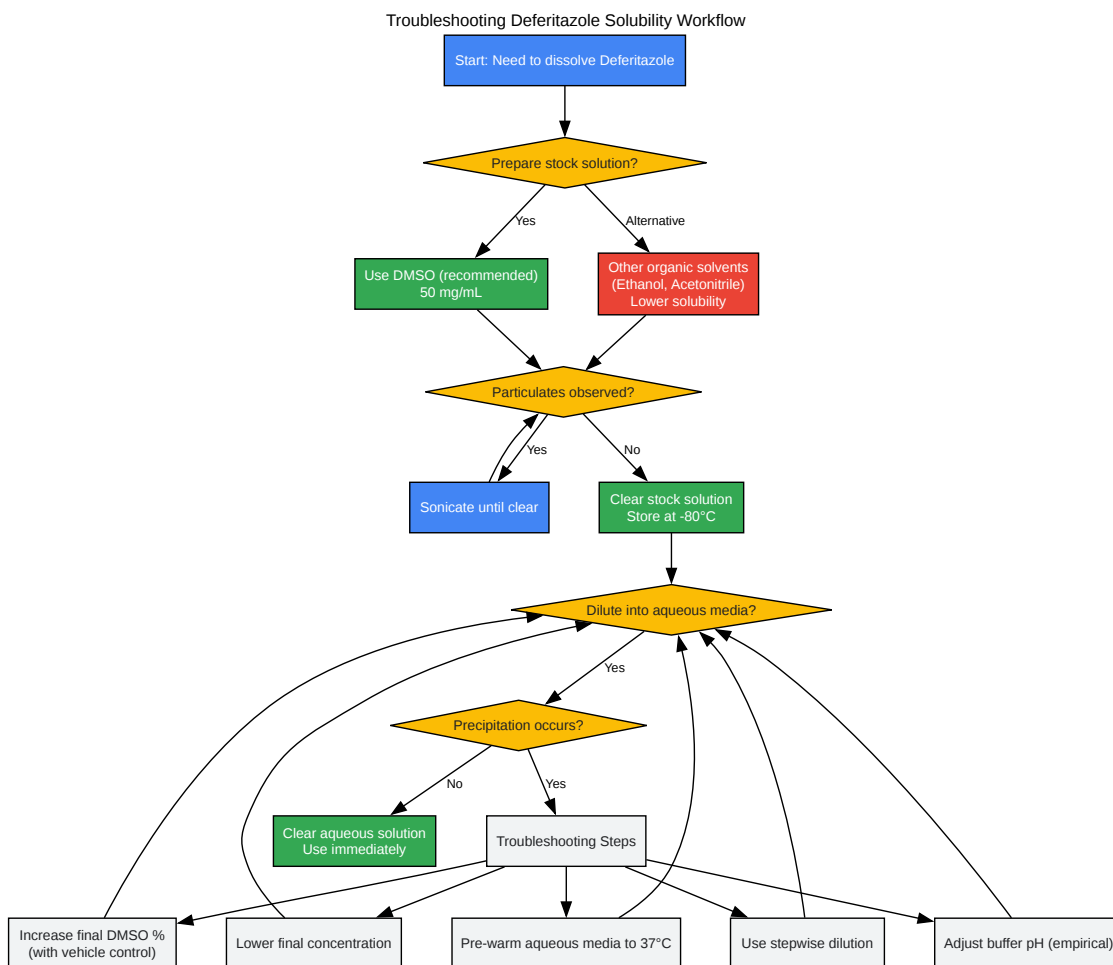 Troubleshooting Deferitazole Solubility Workflow
Start: Need to dissolve Deferitazole
Prepare stock solution?
Yes
Alternative
Use DMSO (recommended)
50 mg/mL
Other organic solvents
(Ethanol, Acetonitrile)
Lower solubility
Particulates observed?
Yes
No
Sonicate until clear
Clear stock solution
Store at -80°C
Dilute into aqueous media?
Yes
Precipitation occurs?
No
Yes
Clear aqueous solution
Use immediately
Troubleshooting Steps
Increase final DMSO %
(with vehicle control)
Lower final concentration
Pre-warm aqueous media to 37°C
Use stepwise dilution
Adjust buffer pH (empirical)